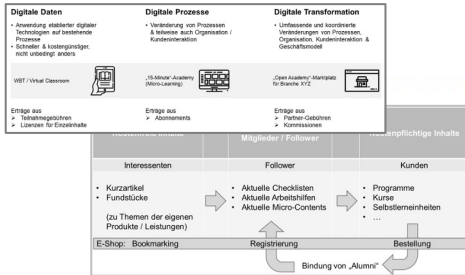 Digitale Daten
• Anwendung etablierter digitaler
Technologien auf bestehende
Prozesse
• Schneller & kostengünstiger,
nicht unbedingt anders
Digitale Prozesse
• Veränderung von Prozessen
& teilweise auch Organisation /
Kundeninteraktion
Digitale Transformation
• Umfassende und koordinierte
Veränderungen von Prozessen,
Organisation, Kundeninteraktion &
Geschäftsmodell
WBT / Virtual Classroom
„15-Minute“-Academy
(Micro-Learning)
„Open Academy“-Marktplatz
für Branche XYZ
Erträge aus
➢ Teilnahmegebühren
➢ Lizenzen für Einzelinhalte
Erträge aus
➢ Abonnements
Erträge aus
➢ Partner-Gebühren
➢ Kommissionen
Mitglieder / Follower
Kostenpflichtige Inhalte
Interessenten
Follower
Kunden
• Kurzartikel
• Fundstücke
(zu Themen der eigenen
Produkte / Leistungen)
• Aktuelle Checklisten
• Aktuelle Arbeitshilfen
• Aktuelle Micro-Contents
• Programme
• Kurse
• Selbstlerneinheiten
• …
E-Shop: Bookmarking
Registrierung
Bestellung
Bindung von „Alumni“